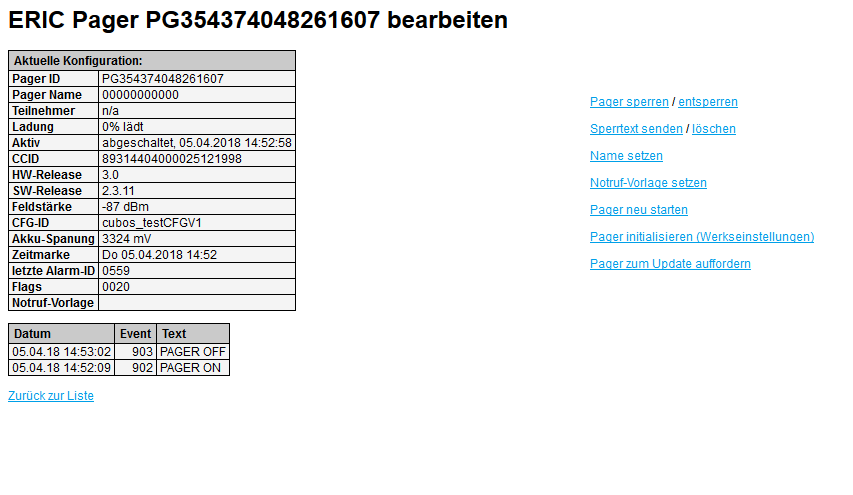 ERIC Pager PG354374048261607 bearbeiten
Aktuelle Konfiguration:
Pager ID PG354374048261607
Pager Name 00000000000
Teilnehmer n/a
Ladung 0% lädt
Aktiv abgeschaltet, 05.04.2018 14:52:58
CCID 89314404000025121998
HW-Release 3.0
SW-Release 2.3.11
Feldstärke -87 dBm
CFG-ID cubos_testCFGV1
Akku-Spanung 3324 mV
Zeitmarke Do 05.04.2018 14:52
letzte Alarm-ID 0559
Flags 0020
Notruf-Vorlage
Datum Event Text
05.04.18 14:53:02 903 PAGER OFF
05.04.18 14:52:09 902 PAGER ON
Zurück zur Liste
Pager sperren / entsperren
Sperrtext senden / löschen
Name setzen
Notruf-Vorlage setzen
Pager neu starten
Pager initialisieren (Werkseinstellungen)
Pager zum Update auffordern